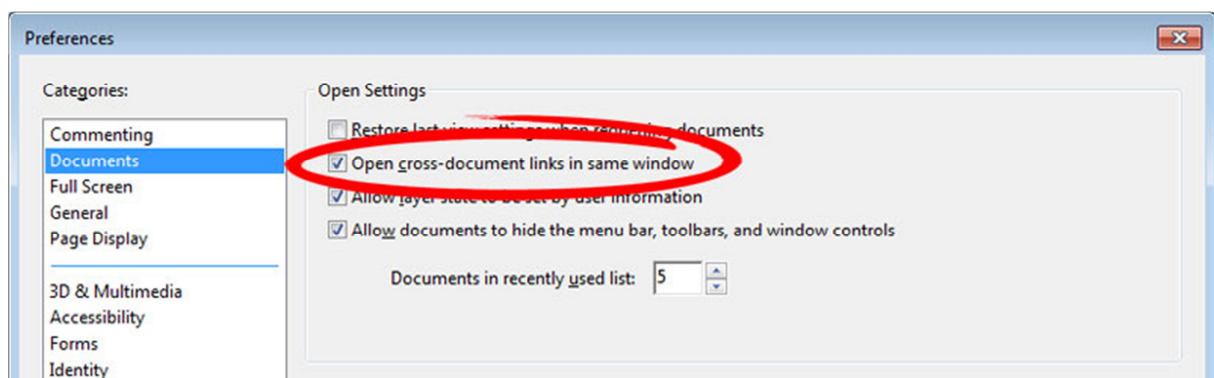 Preferences
Categories:
Commenting
Documents
Full Screen
General
Page Display
3D & Multimedia
Accessibility
Forms
Identity
Open Settings
Restore last view settings when reopening documents
Open cross-document links in same window
Allow layer state to be set by user information
Allow documents to hide the menu bar, toolbars, and window controls
Documents in recently used list: 5